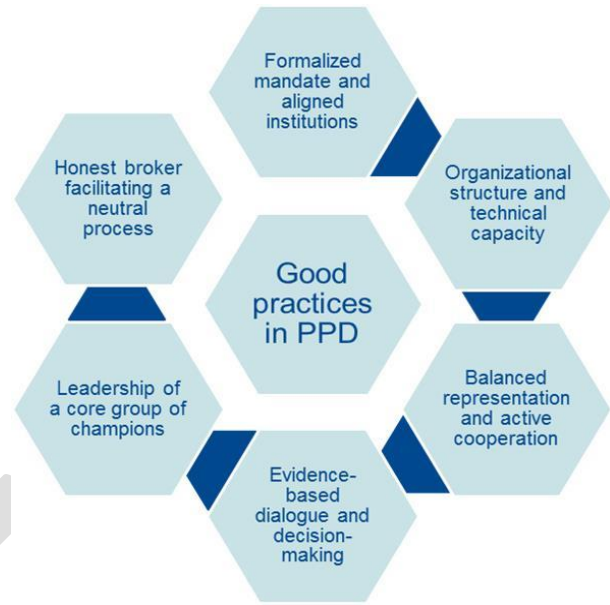 Formalized
mandate and
aligned
institutions
Organizational
structure and
technical
capacity
Balanced
representation
and active
cooperation
Evidence-
based
dialogue and
decision-
making
Leadership of
a core group of
champions
Honest broker
facilitating a
neutral
process
Good
practices
in PPD